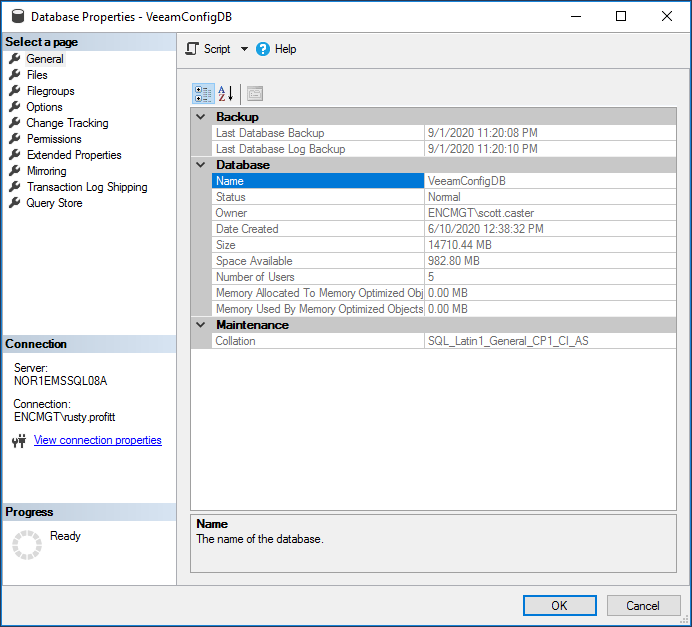 Database Properties - VeeamConfigDB
Select a page
General
Files
Filegroups
Options
Change Tracking
Permissions
Extended Properties
Mirroring
Transaction Log Shipping
Query Store
Connection
Server:
NOR1EMSSQL08A
Connection:
ENCMGT\rusty.profitt
View connection properties
Progress
Ready
Script Help
Backup
Last Database Backup 9/1/2020 11:20:08 PM
Last Database Log Backup 9/1/2020 11:20:10 PM
Database
Name VeeamConfigDB
Status Normal
Owner ENCMGT\scott.caster
Date Created 6/10/2020 12:38:32 PM
Size 14710.44 MB
Space Available 982.80 MB
Number of Users 5
Memory Allocated To Memory Optimized Obj 0.00 MB
Memory Used By Memory Optimized Objects 0.00 MB
Maintenance
Collation SQL_Latin1_General_CP1_CI_AS
Name
The name of the database.
OK Cancel